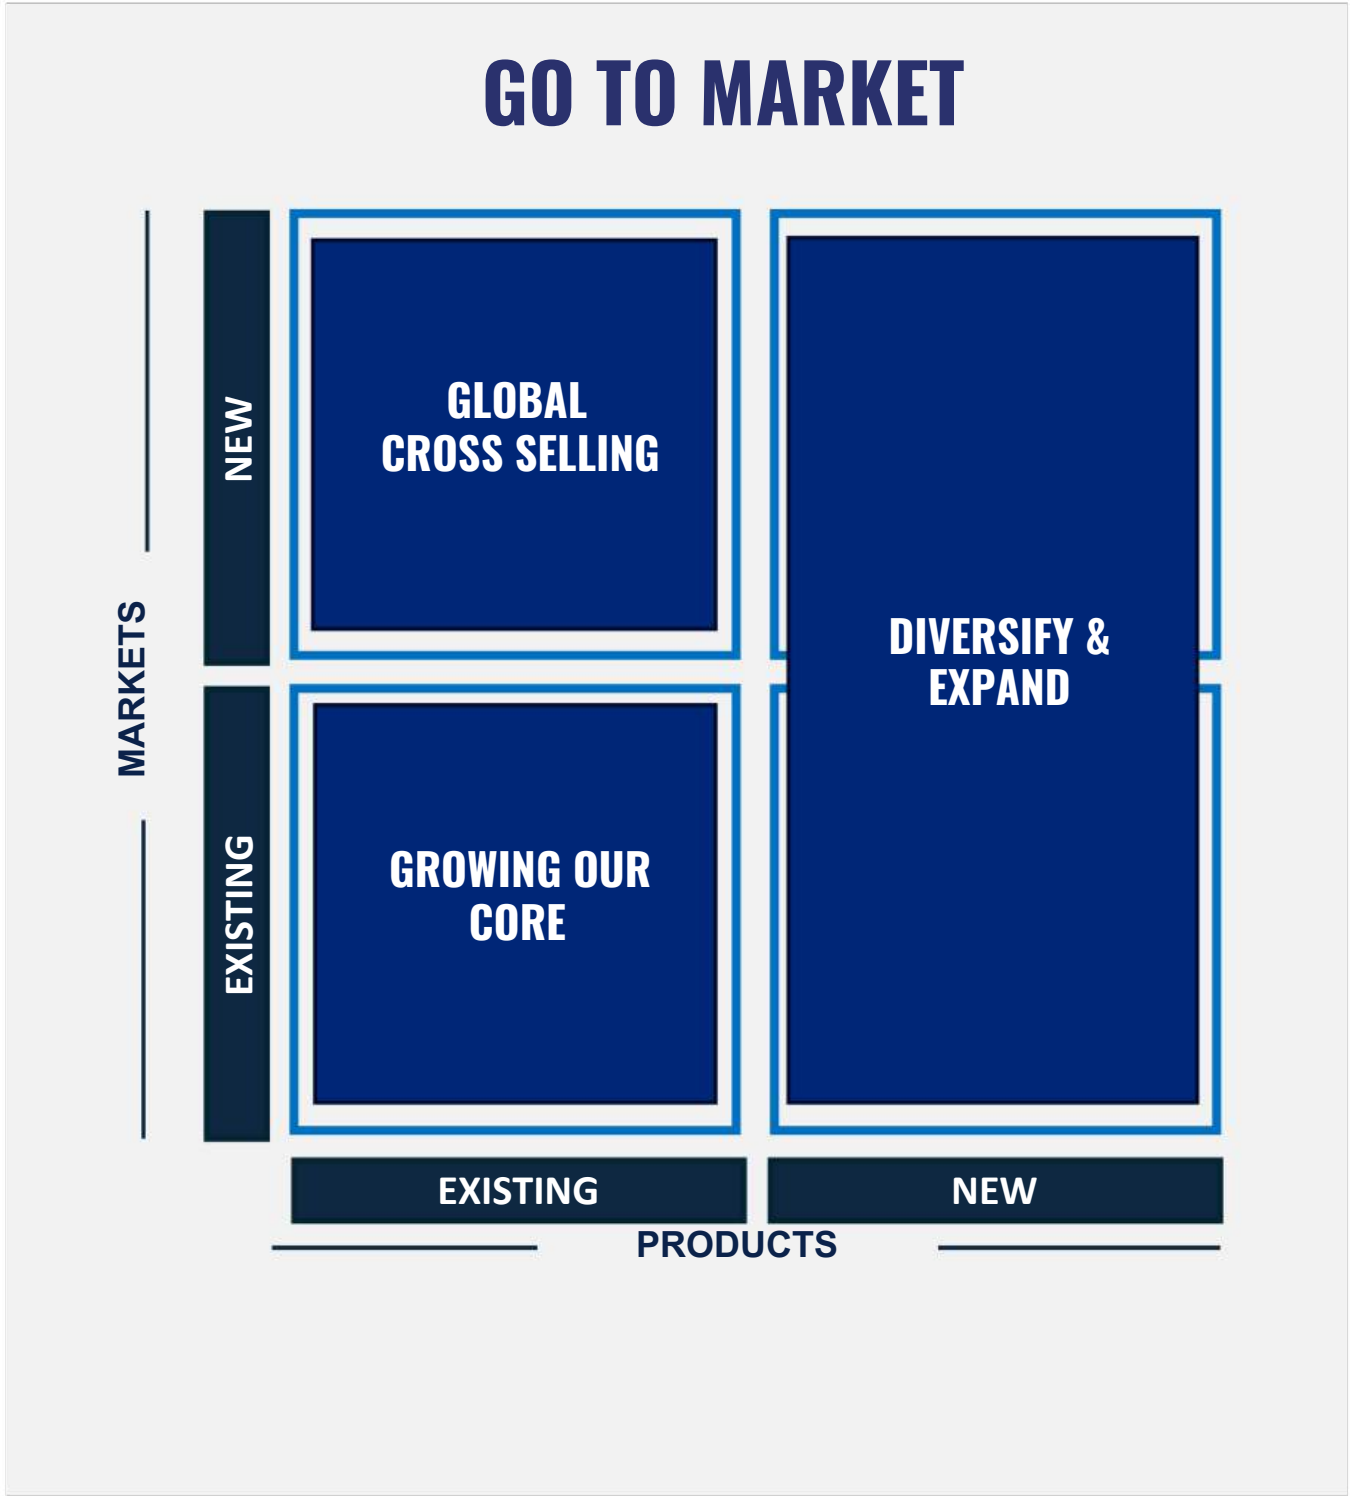 GO TO MARKET
MARKETS
NEW
GLOBAL
CROSS SELLING
DIVERSIFY &
EXPAND
EXISTING
GROWING OUR
CORE
EXISTING
NEW
PRODUCTS